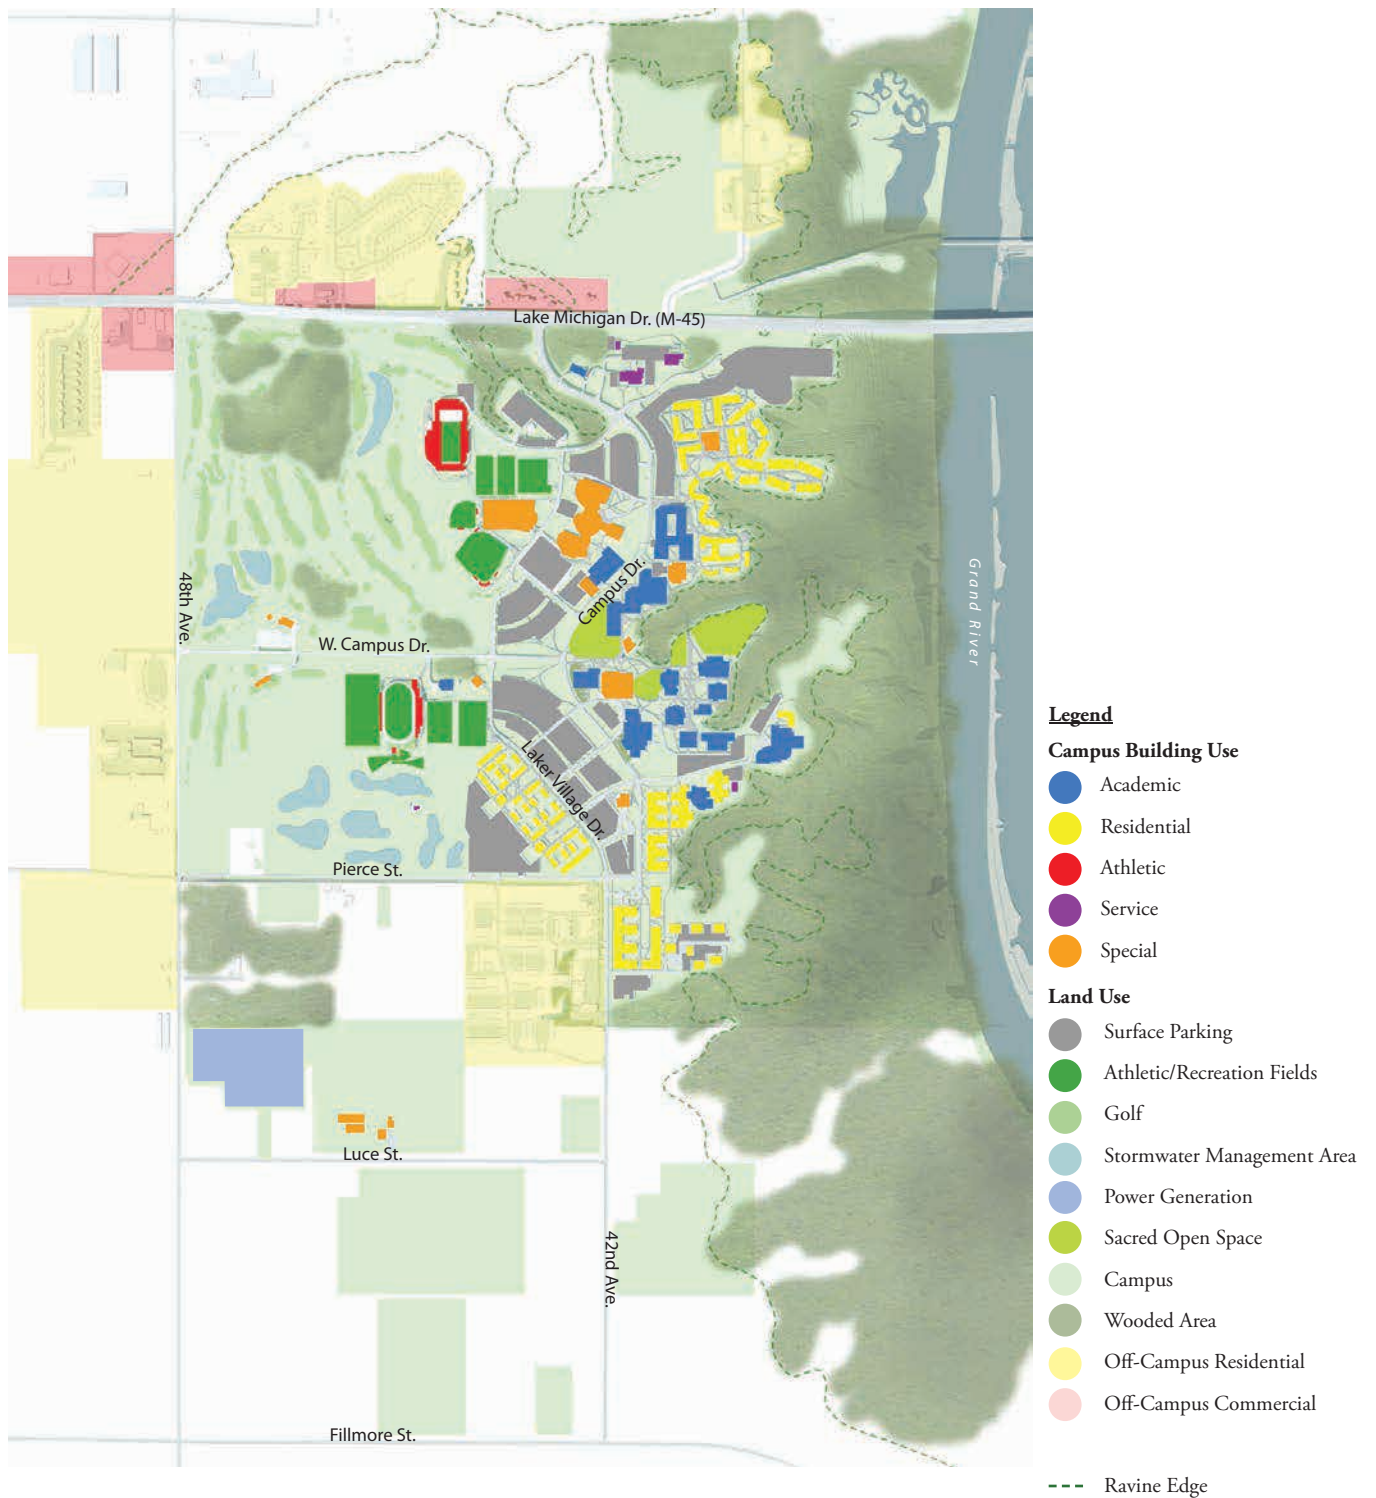 Lake Michigan Dr. (M-45)
48th Ave.
Campus Dr.
Grand River
W. Campus Dr.
Laker Village Dr.
Pierce St.
Luce St.
42nd Ave.
Fillmore St.
Legend
Campus Building Use
Academic
Residential
Athletic
Service
Special
Land Use
Surface Parking
Athletic/Recreation Fields
Golf
Stormwater Management Area
Power Generation
Sacred Open Space
Campus
Wooded Area
Off-Campus Residential
Off-Campus Commercial
Ravine Edge